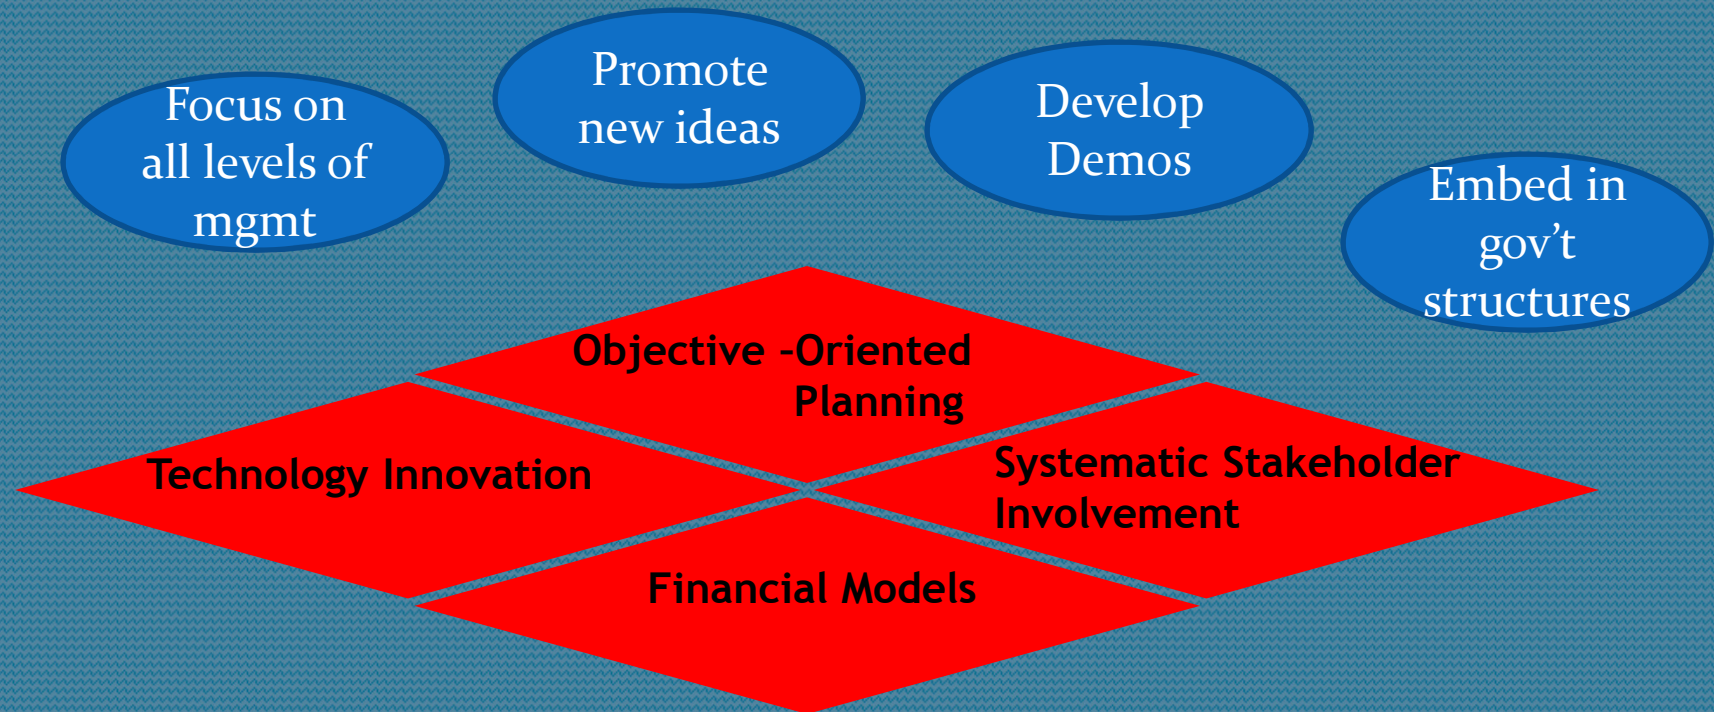 Focus on
all levels of
mgmt
Promote
new ideas
Develop
Demos
Embed in
gov’t
structures
Objective –Oriented
Planning
Technology Innovation
Systematic Stakeholder
Involvement
Financial Models